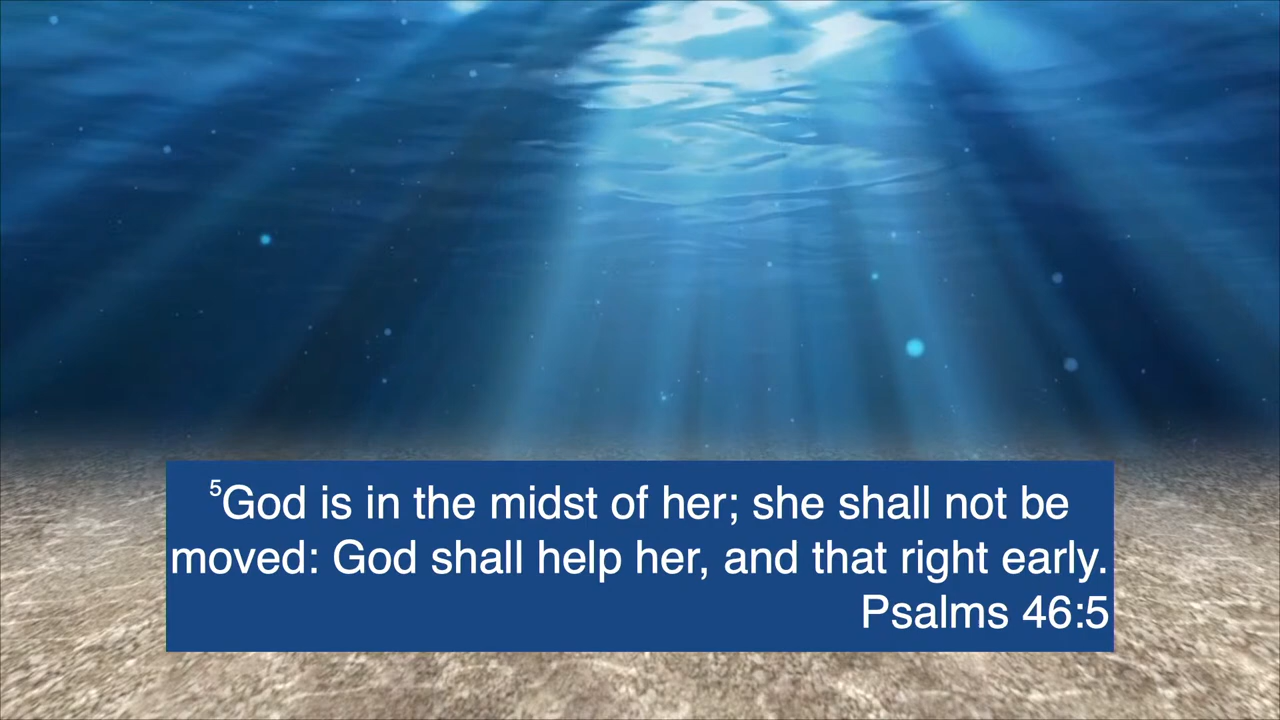 ⁵God is in the midst of her; she shall not be
moved: God shall help her, and that right early.
Psalms 46:5